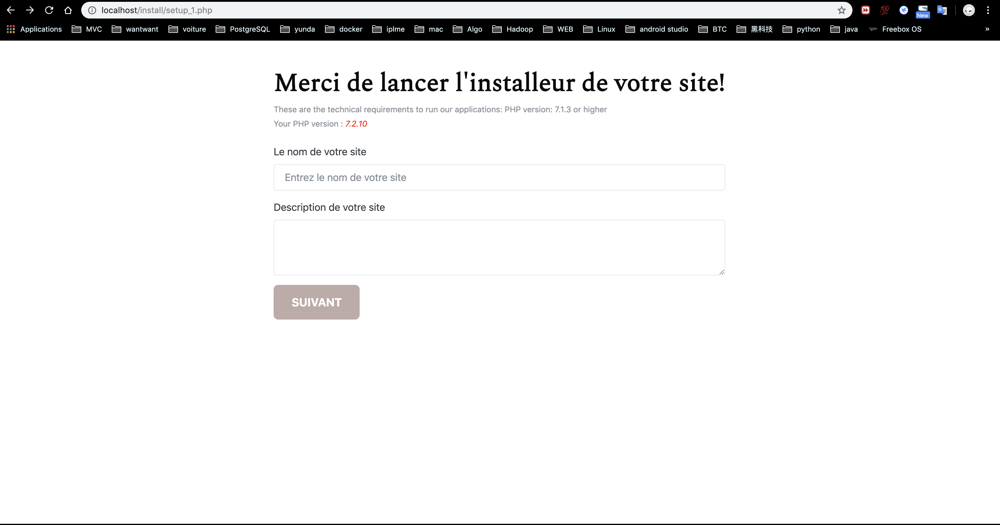 localhost/install/setup_1.php
New
Applications MVC wantwant voiture PostgreSQL yunda docker iplme mac Algo Hadoop WEB Linux android studio BTC 黑科技 python java Freebox OS »
Merci de lancer l'installeur de votre site!
These are the technical requirements to run our applications: PHP version: 7.1.3 or higher
Your PHP version : 7.2.10
Le nom de votre site
Entrez le nom de votre site
Description de votre site
SUIVANT